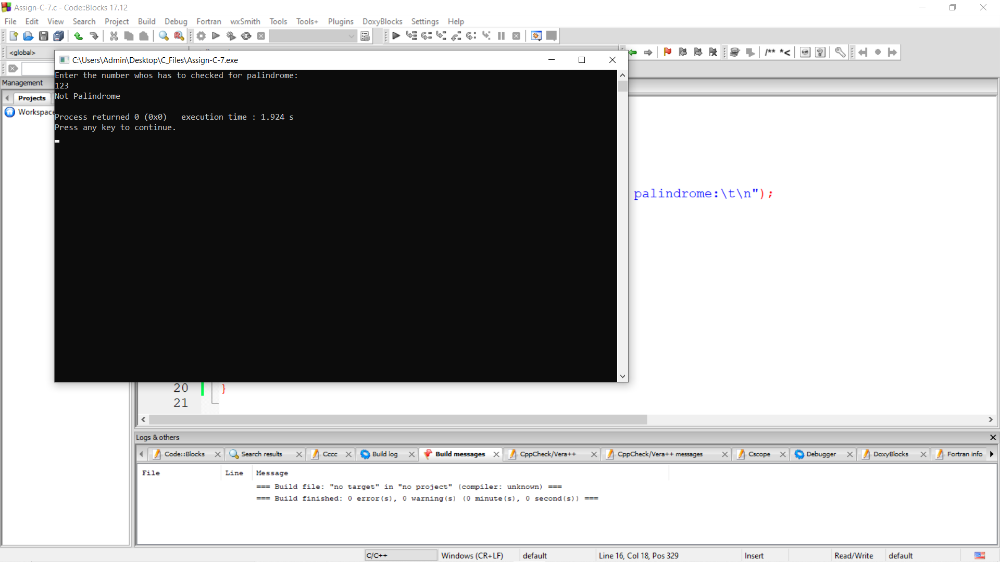 Assign-C-7.c - Code::Blocks 17.12
File Edit View Search Project Build Debug Fortran wxSmith Tools Tools+ Plugins DoxyBlocks Settings Help
<global>
/** *<
C:\Users\Admin\Desktop\C_Files\Assign-C-7.exe
Management
Projects
Workspace
Enter the number whos has to checked for palindrome:
123
Not Palindrome
Process returned 0 (0x0)   execution time : 1.924 s
Press any key to continue.
palindrome:\t\n");
20 }
21
Logs & others
Code::Blocks Search results Cccc Build log Build messages CppCheck/Vera++ CppCheck/Vera++ messages Cscope Debugger DoxyBlocks Fortran info
File Line Message
=== Build file: "no target" in "no project" (compiler: unknown) ===
=== Build finished: 0 error(s), 0 warning(s) (0 minute(s), 0 second(s)) ===
C/C++ Windows (CR+LF) default Line 16, Col 18, Pos 329 Insert Read/Write default